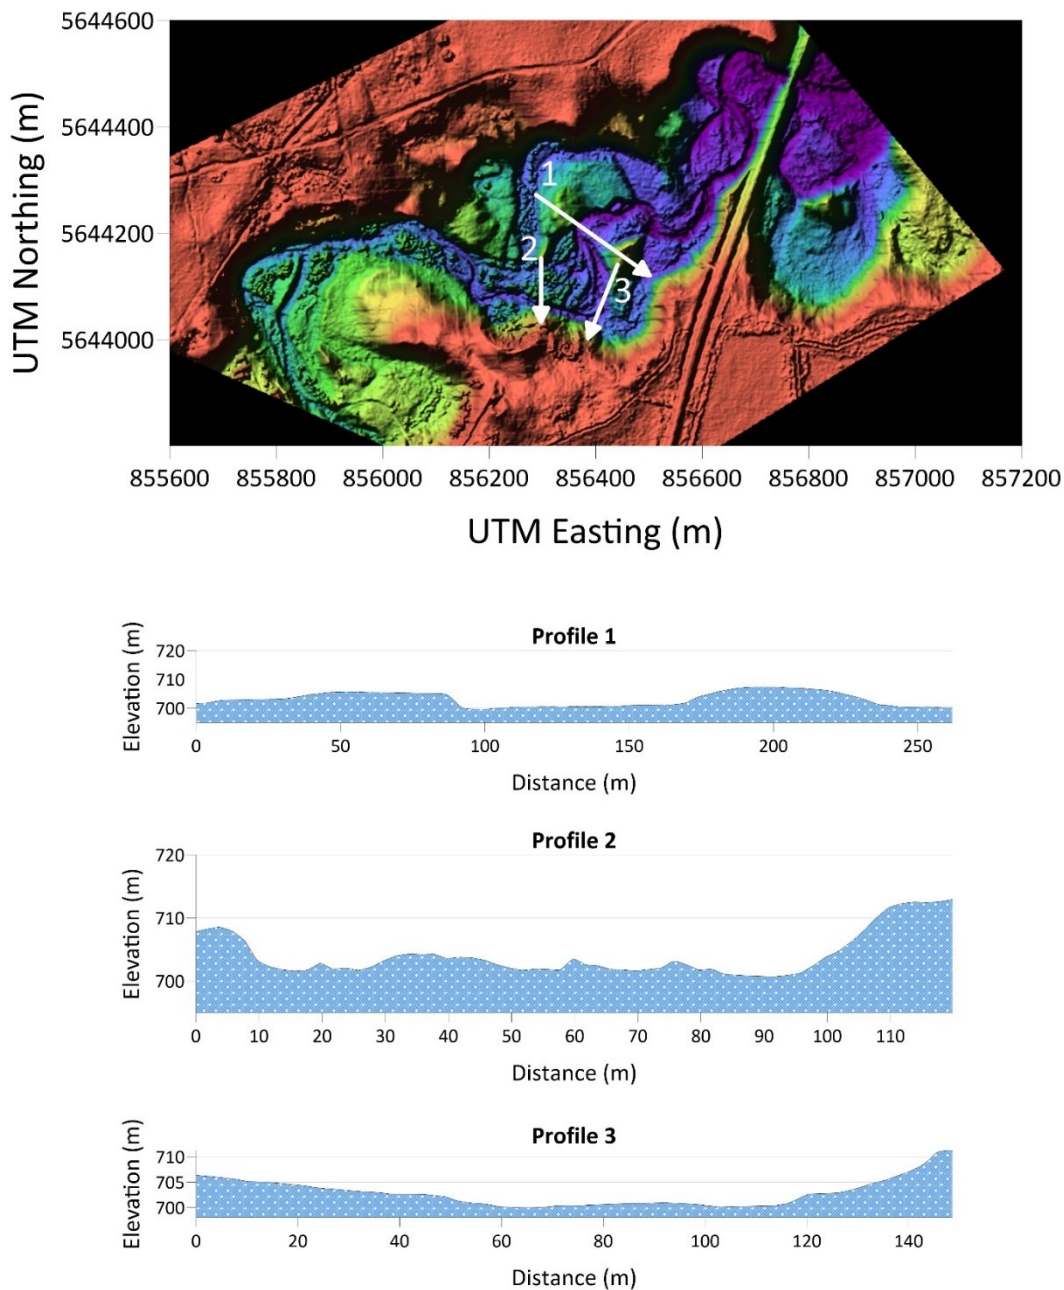 5644600
5644400
5644200
5644000
UTM Northing (m)
1
2
3
855600 855800 856000 856200 856400 856600 856800 857000 857200
UTM Easting (m)
Profile 1
Elevation (m)
720
710
700
0 50 100 150 200 250
Distance (m)
Profile 2
Elevation (m)
720
710
700
0 10 20 30 40 50 60 70 80 90 100 110
Distance (m)
Profile 3
Elevation (m)
710
705
700
0 20 40 60 80 100 120 140
Distance (m)